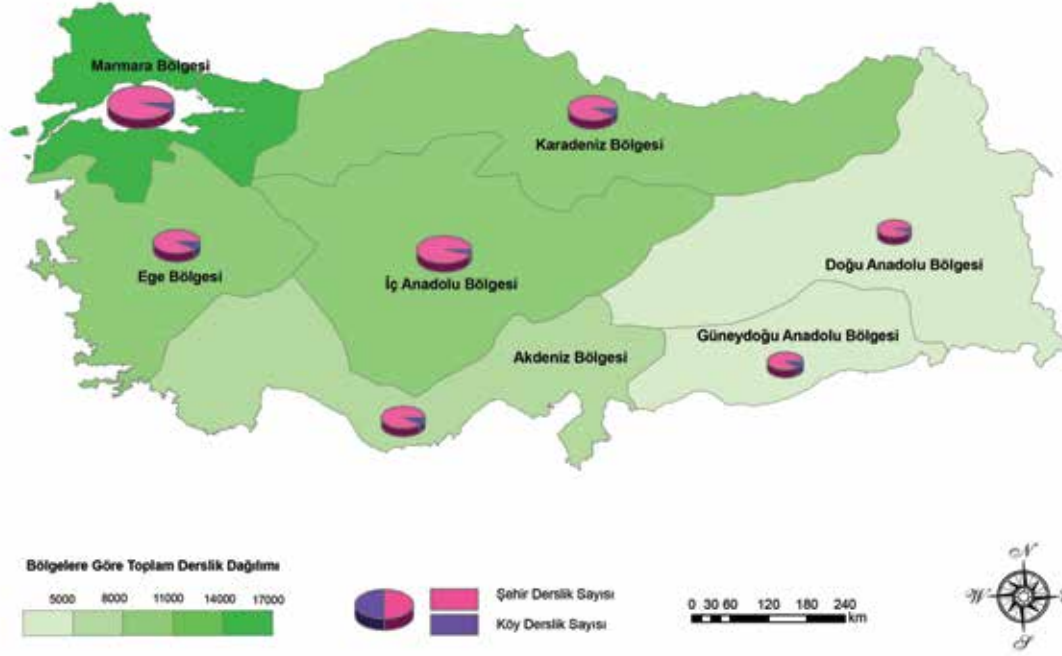 Marmara Bölgesi
Karadeniz Bölgesi
Ege Bölgesi
İç Anadolu Bölgesi
Doğu Anadolu Bölgesi
Güneydoğu Anadolu Bölgesi
Akdeniz Bölgesi
Bölgelere Göre Toplam Derslik Dağılımı
5000 8000 11000 14000 17000
Şehir Derslik Sayısı
Köy Derslik Sayısı
0 30 60 120 180 240
km
N
W
S